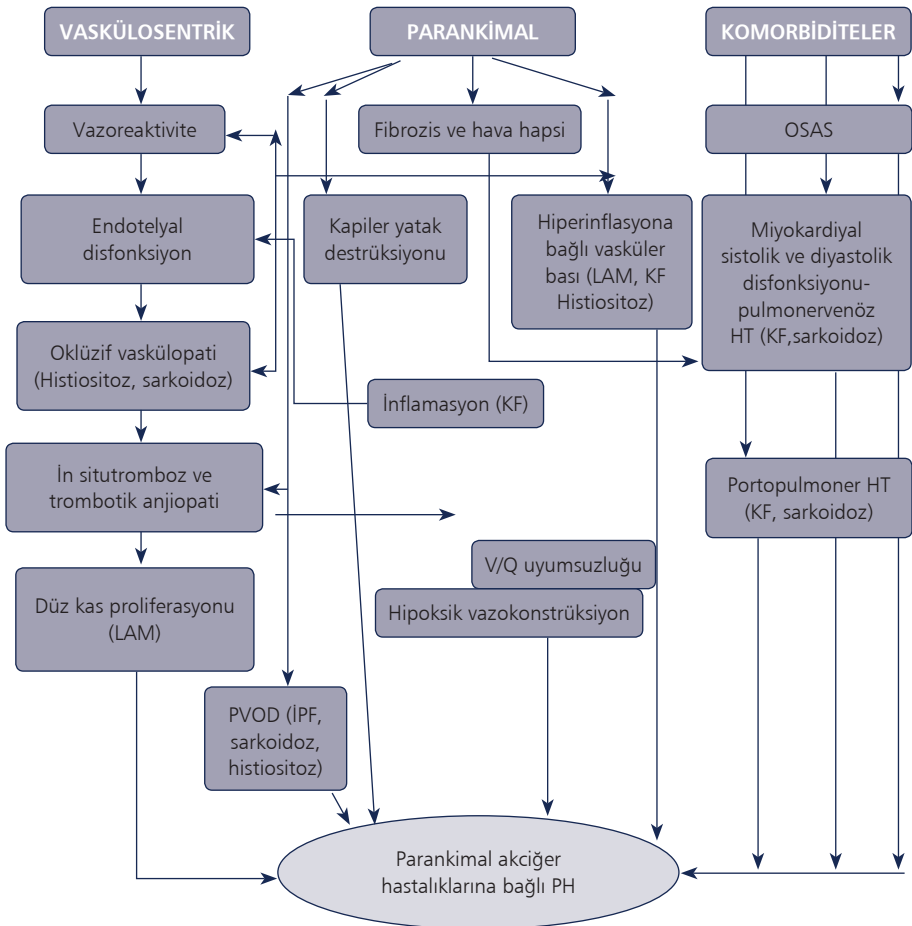 VASKÜLOSENTRİK
PARANKİMAL
KOMORBİDİTELER
Vazoreaktivite
Fibrozis ve hava hapsi
OSAS
Endotelyal
disfonksiyon
Kapiler yatak
destrüksiyonu
Hiperinflasyona
bağlı vasküler
bası (LAM, KF
Histiositoz)
Miyokardiyal
sistolik ve diyastolik
disfonksiyonu-
pulmonervenöz
HT (KF,sarkoidoz)
Oklüzif vaskülopati
(Histiositoz, sarkoidoz)
İnflamasyon (KF)
İn situtromboz ve
trombotik anjiopati
Portopulmoner HT
(KF, sarkoidoz)
V/Q uyumsuzluğu
Hipoksik vazokonstrüksiyon
Düz kas proliferasyonu
(LAM)
PVOD (İPF,
sarkoidoz,
histiositoz)
Parankimal akciğer
hastalıklarına bağlı PH